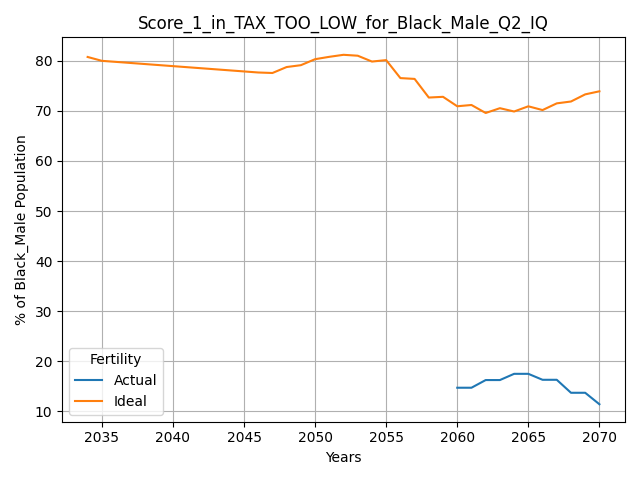 Score_1_in_TAX_TOO_LOW_for_Black_Male_Q2_IQ
% of Black_Male Population
80
70
60
50
40
30
20
10
Fertility
Actual
Ideal
2035 2040 2045 2050 2055 2060 2065 2070
Years